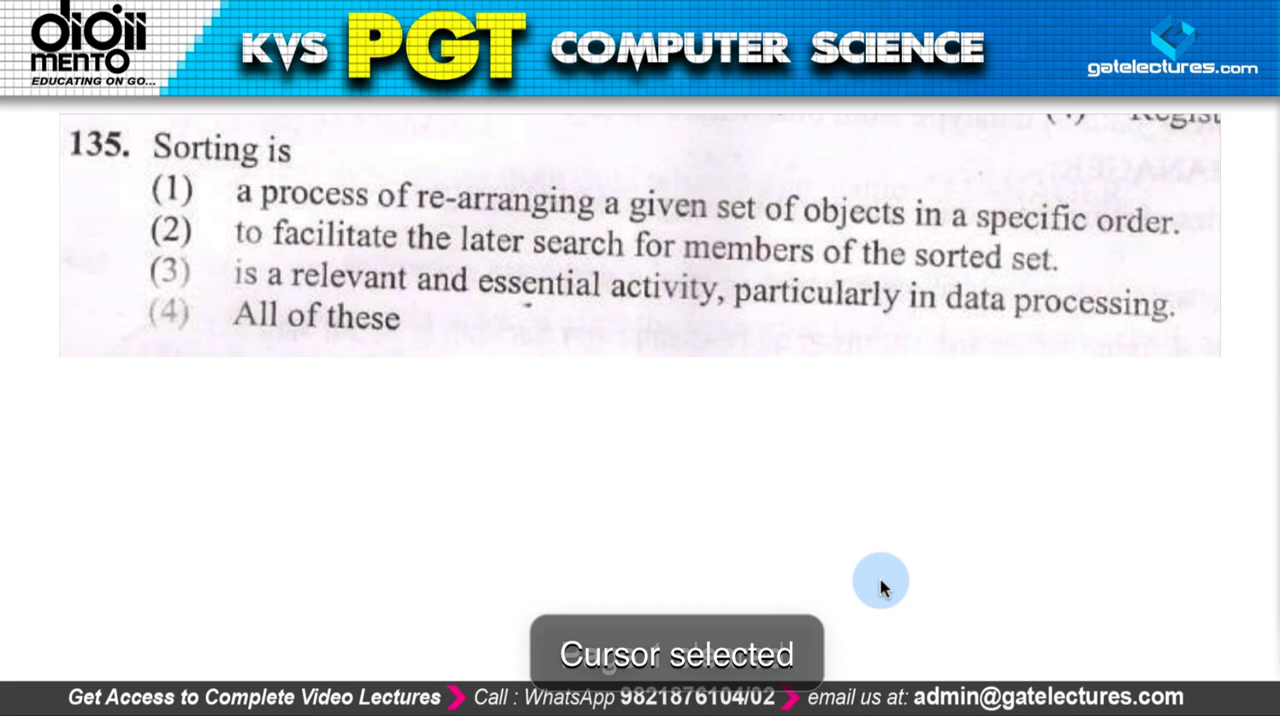 digii
MENTO
EDUCATING ON GO...
KVS PGT COMPUTER SCIENCE
gatelectures.com
135. Sorting is
(1) a process of re-arranging a given set of objects in a specific order.
(2) to facilitate the later search for members of the sorted set.
(3) is a relevant and essential activity, particularly in data processing.
(4) All of these
Cursor selected
Get Access to Complete Video Lectures Call : WhatsApp 9821876104/02 email us at: admin@gatelectures.com